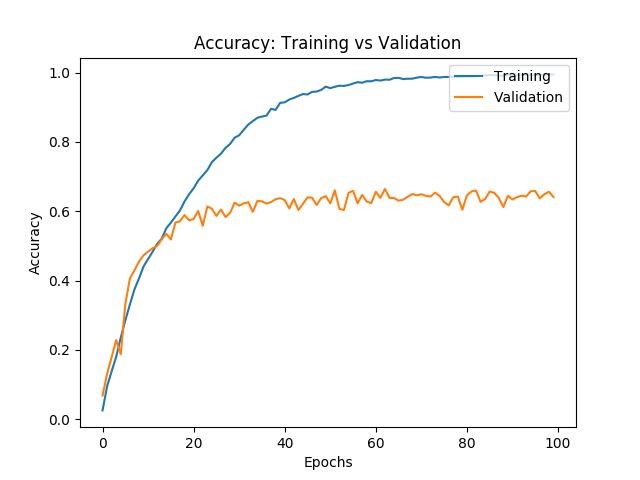 Accuracy: Training vs Validation
1.0
0.8
0.6
0.4
0.2
0.0
Accuracy
Training
Validation
0 20 40 60 80 100
Epochs